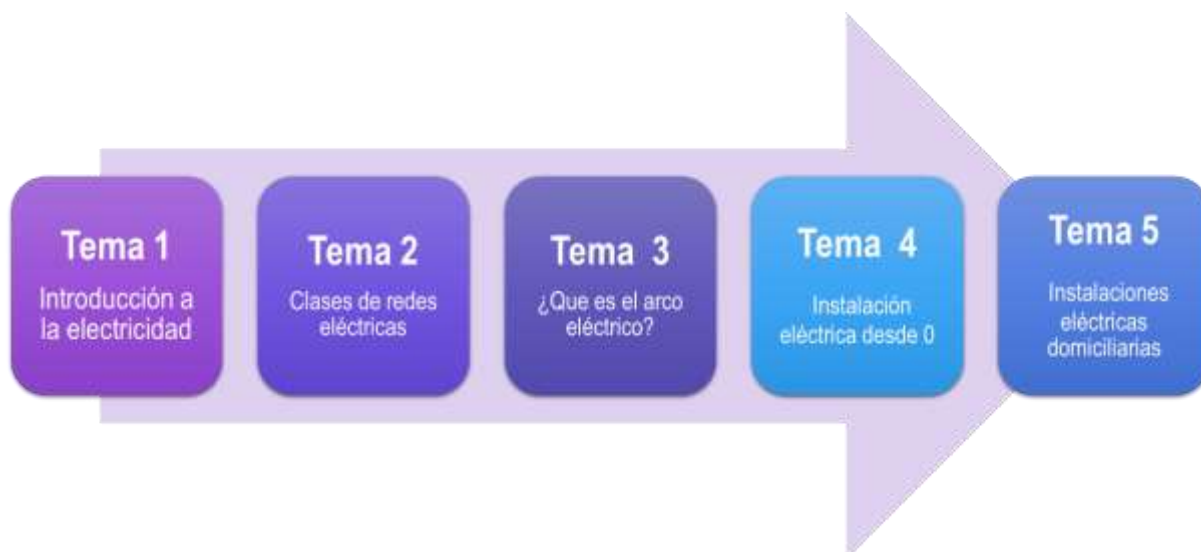 Tema 1
Introducción a
la electricidad
Tema 2
Clases de redes
eléctricas
Tema 3
¿Que es el arco
eléctrico?
Tema 4
Instalación
eléctrica desde 0
Tema 5
Instalaciones
eléctricas
domiciliarias